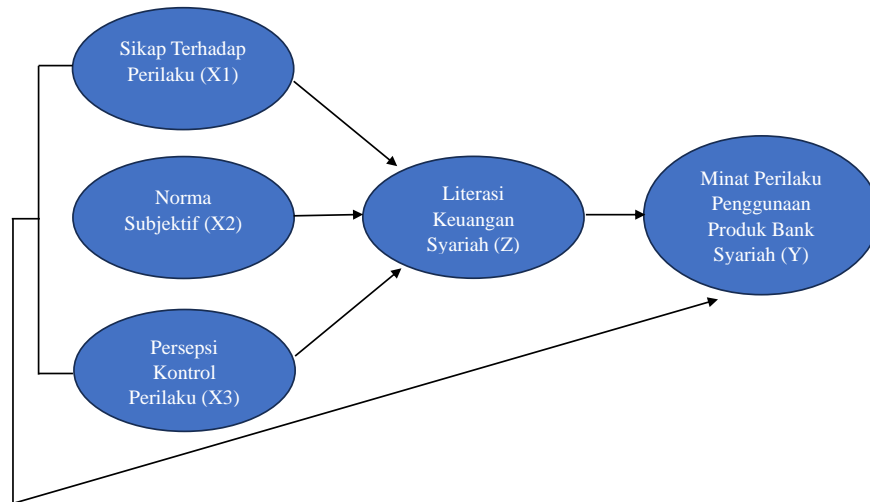 Sikap Terhadap
Perilaku (X1)
Norma
Subjektif (X2)
Persepsi
Kontrol
Perilaku (X3)
Literasi
Keuangan
Syariah (Z)
Minat Perilaku
Penggunaan
Produk Bank
Syariah (Y)